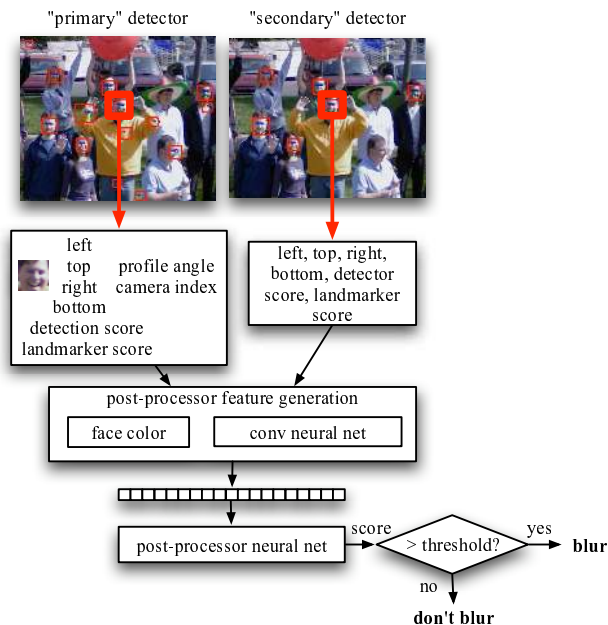 "primary" detector
"secondary" detector
left
top profile angle
right camera index
bottom
detection score
landmarker score
left, top, right,
bottom, detector
score, landmarker
score
post-processor feature generation
face color
conv neural net
post-processor neural net
score
> threshold?
yes
blur
no
don't blur